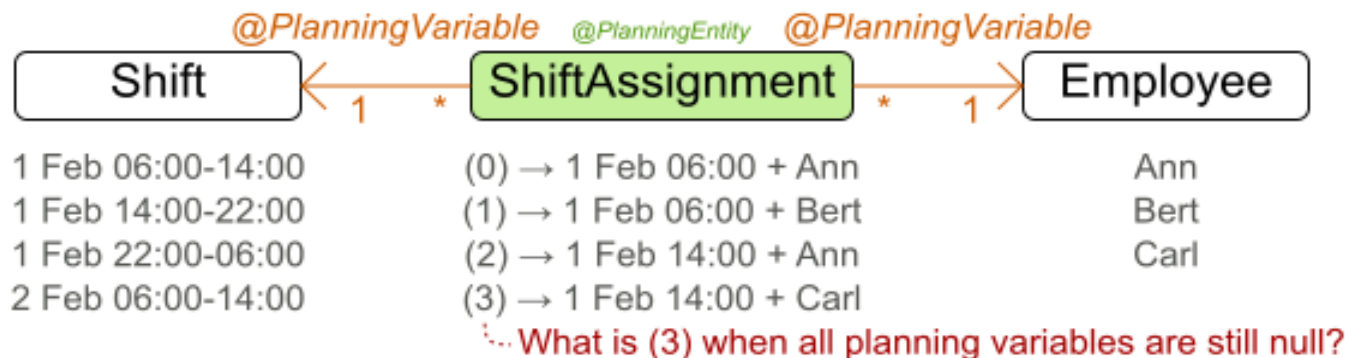 @PlanningVariable @PlanningEntity @PlanningVariable
Shift ShiftAssignment Employee
1 * * 1
1 Feb 06:00-14:00 (0) → 1 Feb 06:00 + Ann Ann
1 Feb 14:00-22:00 (1) → 1 Feb 06:00 + Bert Bert
1 Feb 22:00-06:00 (2) → 1 Feb 14:00 + Ann Carl
2 Feb 06:00-14:00 (3) → 1 Feb 14:00 + Carl
What is (3) when all planning variables are still null?